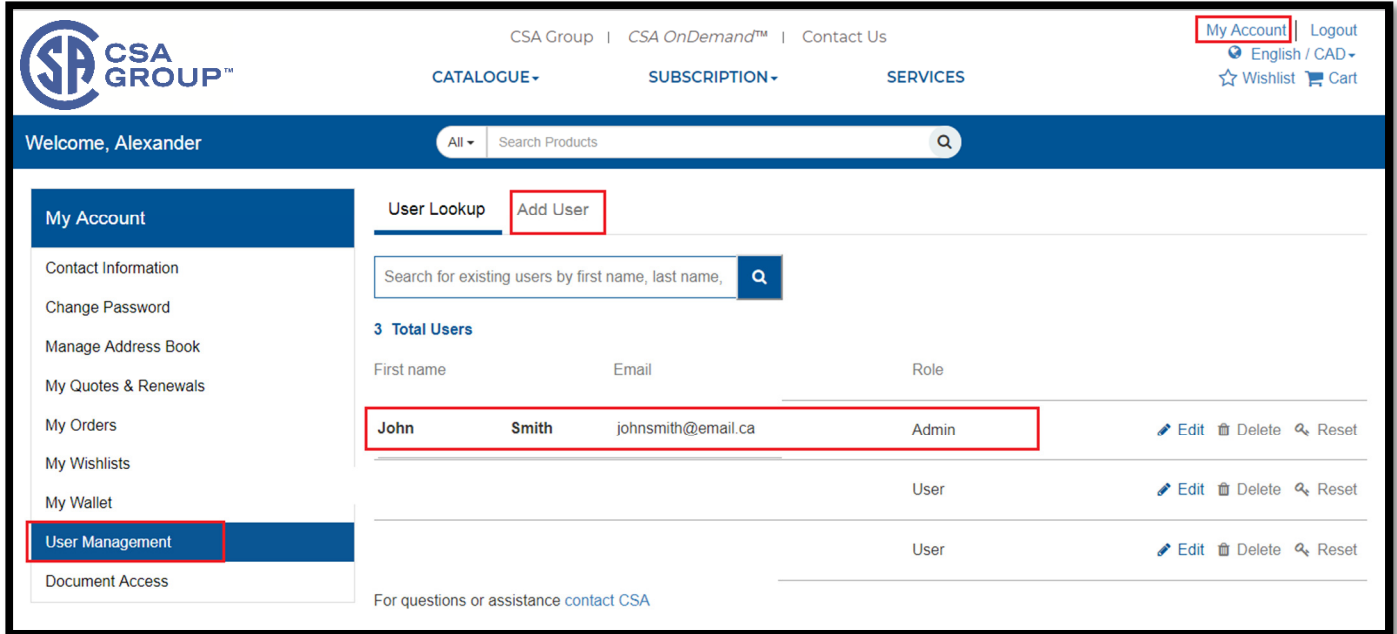 CSA GROUP™
CSA Group | CSA OnDemand™ | Contact Us
My Account | Logout
English / CAD
Wishlist Cart
CATALOGUE SUBSCRIPTION SERVICES
Welcome, Alexander
All Search Products
My Account
Contact Information
Change Password
Manage Address Book
My Quotes & Renewals
My Orders
My Wishlists
My Wallet
User Management
Document Access
User Lookup Add User
Search for existing users by first name, last name,
3 Total Users
First name Email Role
John Smith johnsmith@email.ca Admin Edit Delete Reset
User Edit Delete Reset
User Edit Delete Reset
For questions or assistance contact CSA